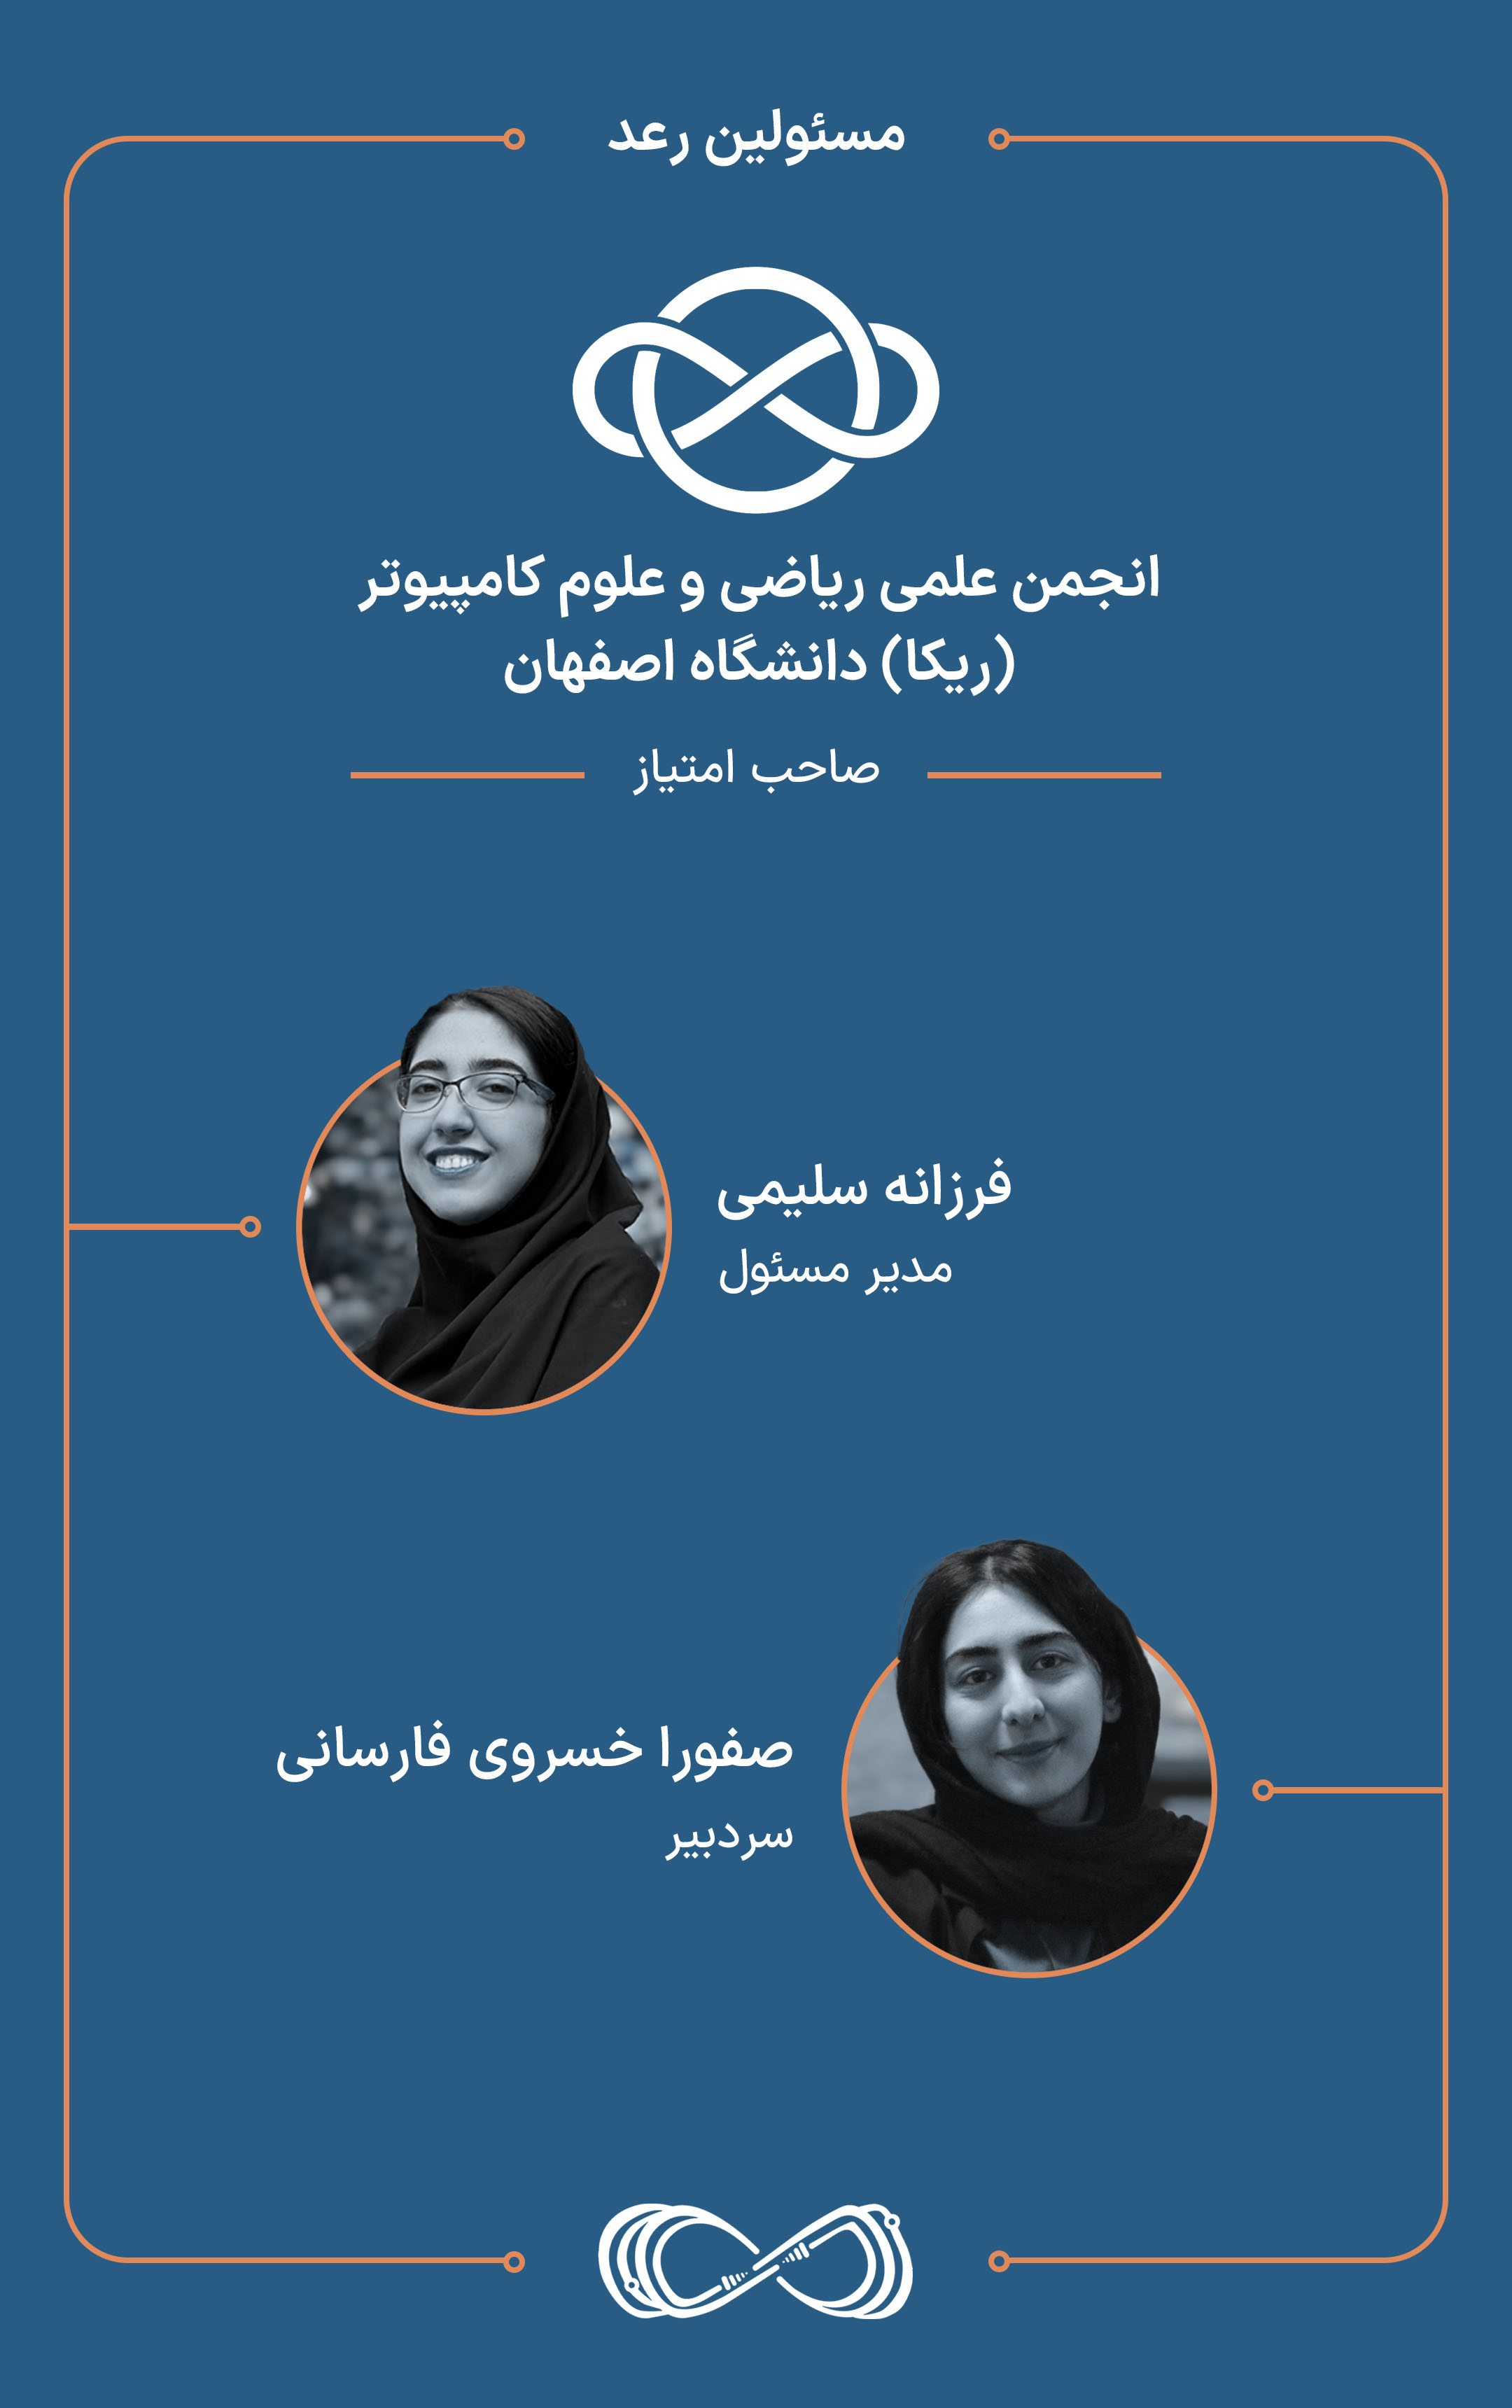 مسئولین رعد
انجمن علمی ریاضی و علوم کامپیوتر
(ریکا) دانشگاه اصفهان
صاحب امتیاز
فرزانه سلیمی
مدیر مسئول
صفورا خسروی فارسانی
سردبیر